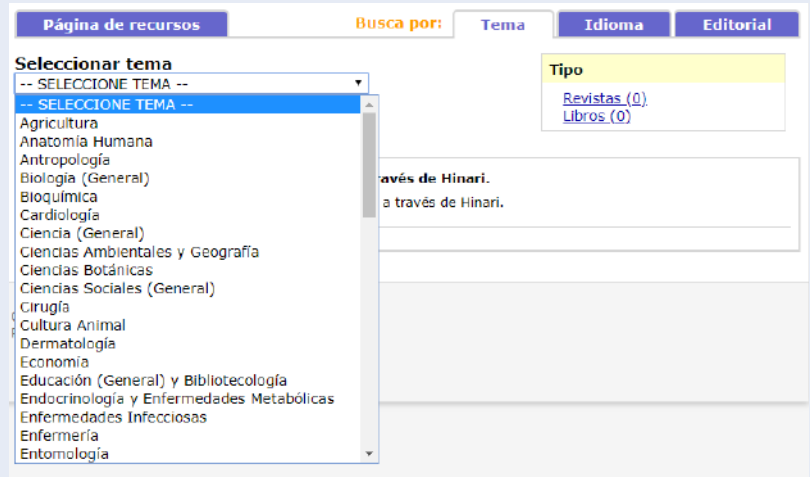 Página de recursos
Busca por:
Tema
Idioma
Editorial
Seleccionar tema
-- SELECCIONE TEMA --
Tipo
Revistas (0)
Libros (0)
-- SELECCIONE TEMA --
Agricultura
Anatomía Humana
Antropología
Biología (General)
Bioquímica
Cardiología
Ciencia (General)
Ciencias Ambientales y Geografía
Ciencias Botánicas
Ciencias Sociales (General)
Cirugía
Cultura Animal
Dermatología
Economía
Educación (General) y Bibliotecología
Endocrinología y Enfermedades Metabólicas
Enfermedades Infecciosas
Enfermería
Entomología
ravés de Hinari.
a través de Hinari.